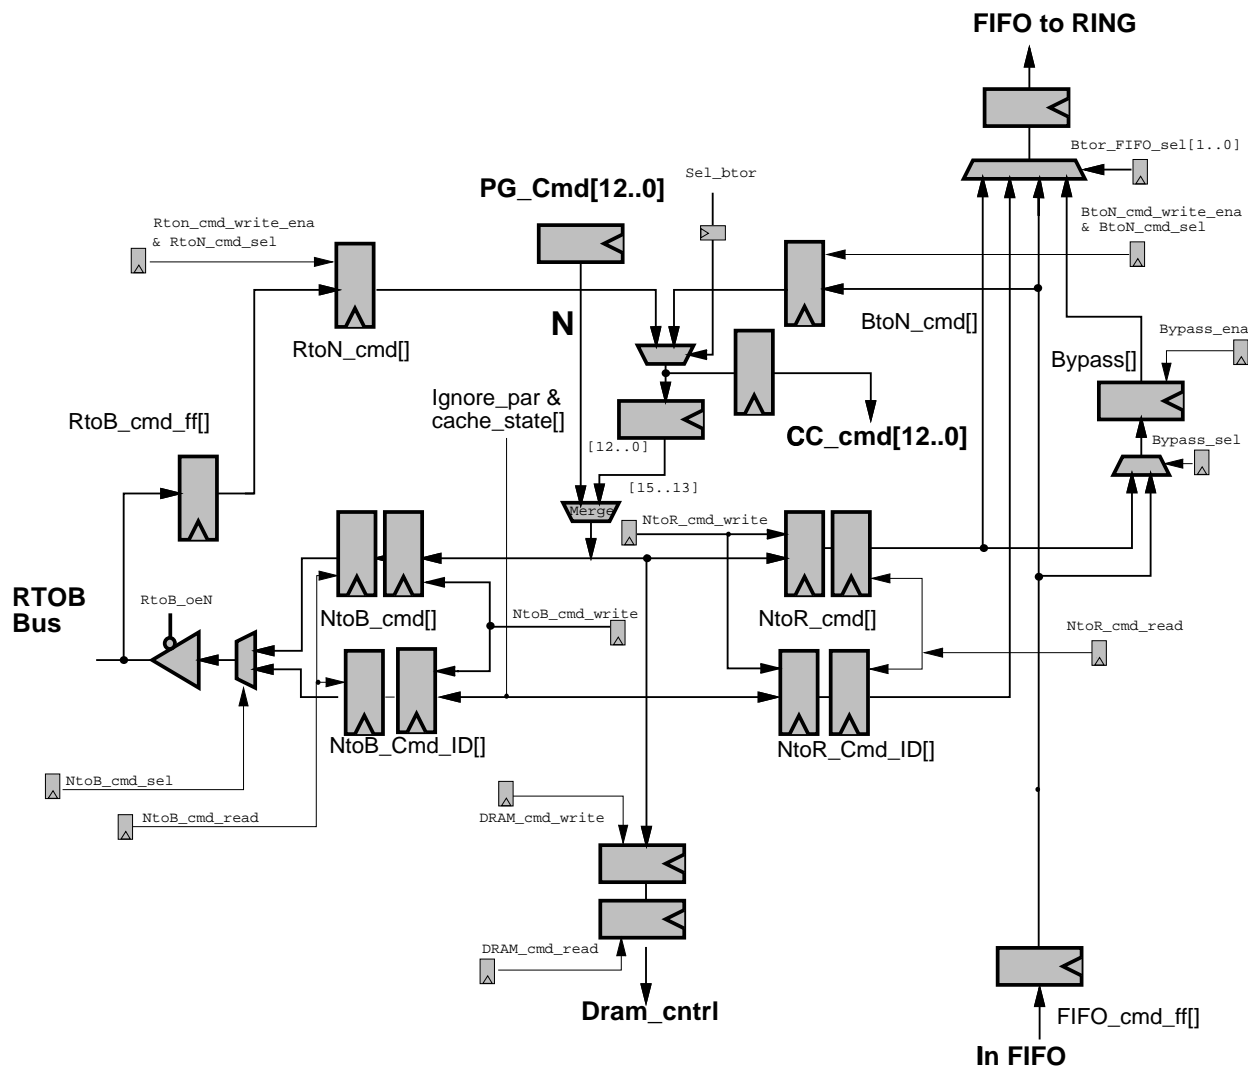 FIFO to RING
Btor_FIFO_sel[1..0]
Sel_btor
PG_Cmd[12..0]
BtoN_cmd_write_ena
& BtoN_cmd_sel
Rton_cmd_write_ena
& RtoN_cmd_sel
N
BtoN_cmd[]
RtoN_cmd[]
Bypass_ena
Bypass[]
Ignore_par &
cache_state[]
RtoB_cmd_ff[]
CC_cmd[12..0]
[12..0]
Bypass_sel
[15..13]
Merge
NtoR_cmd_write
RTOB
Bus
RtoB_oeN
NtoB_cmd[]
NtoB_cmd_write
NtoR_cmd[]
NtoR_cmd_read
NtoB_Cmd_ID[]
NtoR_Cmd_ID[]
NtoB_cmd_sel
NtoB_cmd_read
DRAM_cmd_write
DRAM_cmd_read
Dram_cntrl
FIFO_cmd_ff[]
In FIFO